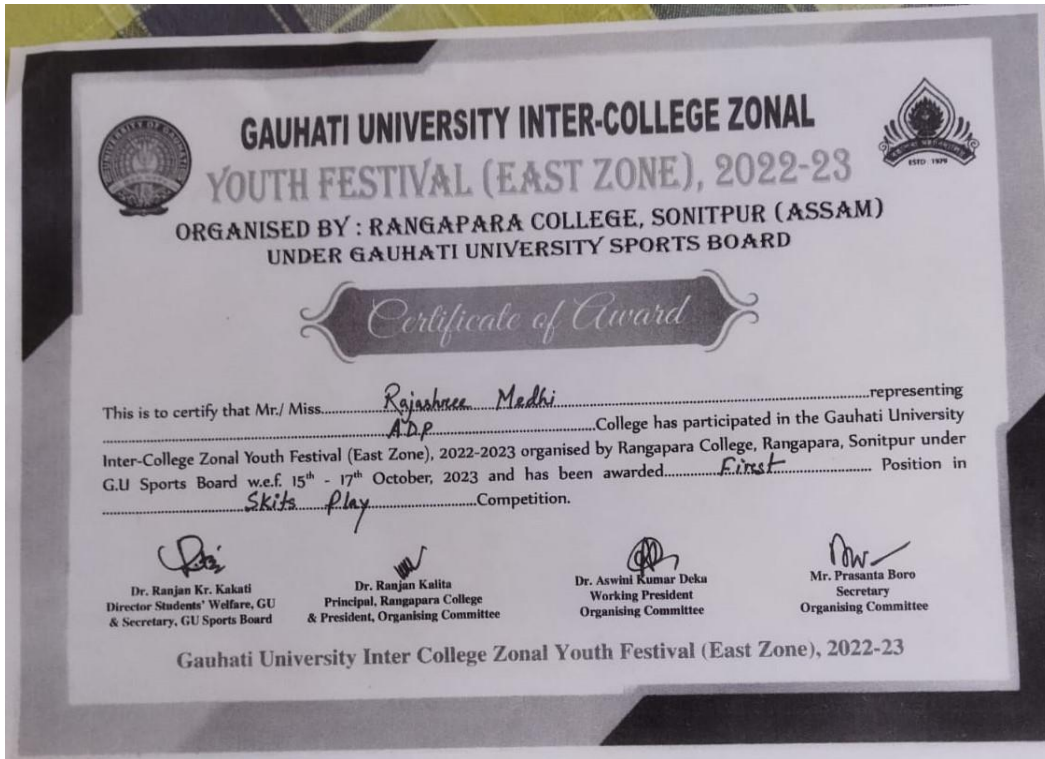 GAUHATI UNIVERSITY INTER-COLLEGE ZONAL
YOUTH FESTIVAL (EAST ZONE), 2022-23
ESTD : 1979
ORGANISED BY : RANGAPARA COLLEGE, SONITPUR (ASSAM)
UNDER GAUHATI UNIVERSITY SPORTS BOARD
Certificate of Award
This is to certify that Mr./ Miss Rajashree Medhi representing
A.D.P College has participated in the Gauhati University
Inter-College Zonal Youth Festival (East Zone), 2022-2023 organised by Rangapara College, Rangapara, Sonitpur under
G.U Sports Board w.e.f. 15th - 17th October, 2023 and has been awarded First Position in
Skits Play Competition.
Dr. Ranjan Kr. Kakati
Director Students' Welfare, GU
& Secretary, GU Sports Board
Dr. Ranjan Kalita
Principal, Rangapara College
& President, Organising Committee
Dr. Aswini Kumar Deka
Working President
Organising Committee
Mr. Prasanta Boro
Secretary
Organising Committee
Gauhati University Inter College Zonal Youth Festival (East Zone), 2022-23